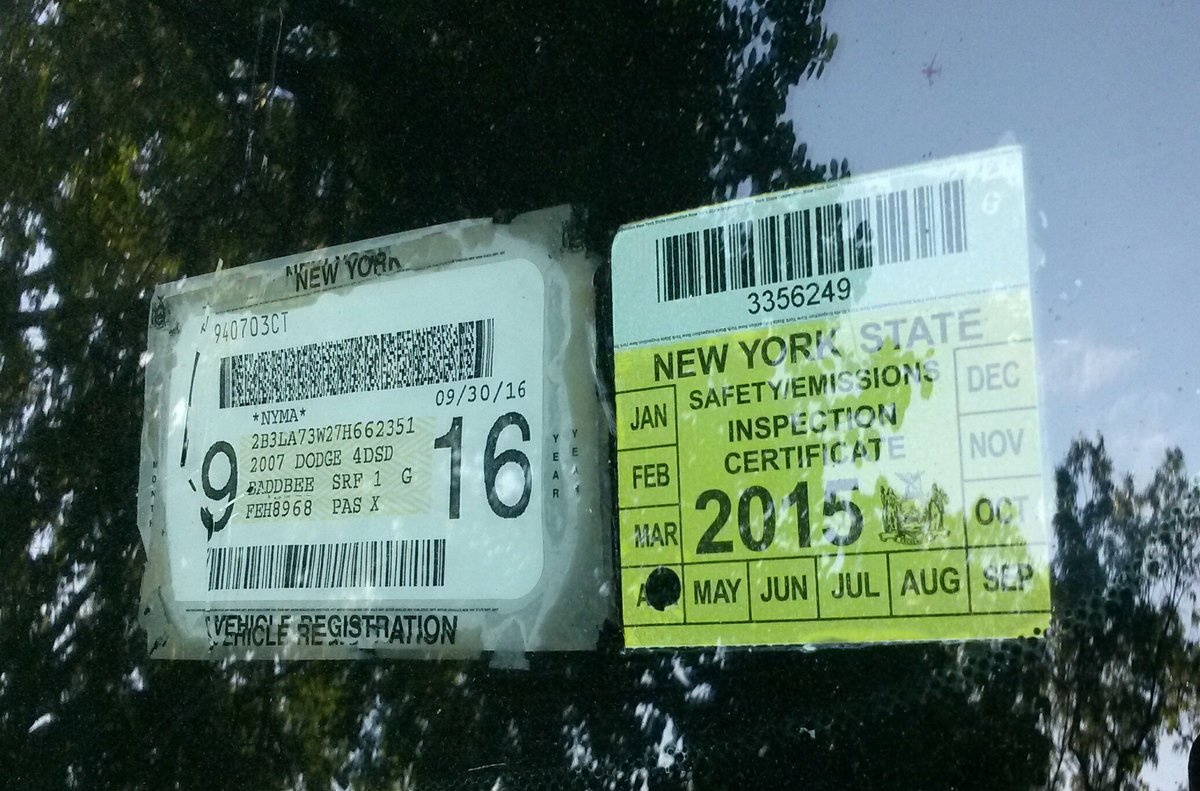 NEW YORK
940703CT
09/30/16
*NYMA*
2B3LA73W27H662351
2007 DODGE 4DSD
BADDBEE SRF 1 G
FEH8968 PAS X
9
16
MONTH
YEAR
YEAR
VEHICLE REGISTRATION
3356249
NEW YORK STATE
SAFETY/EMISSIONS
INSPECTION
CERTIFICATE
2015
JAN
FEB
MAR
MAY JUN JUL AUG SEP
OCT
NOV
DEC